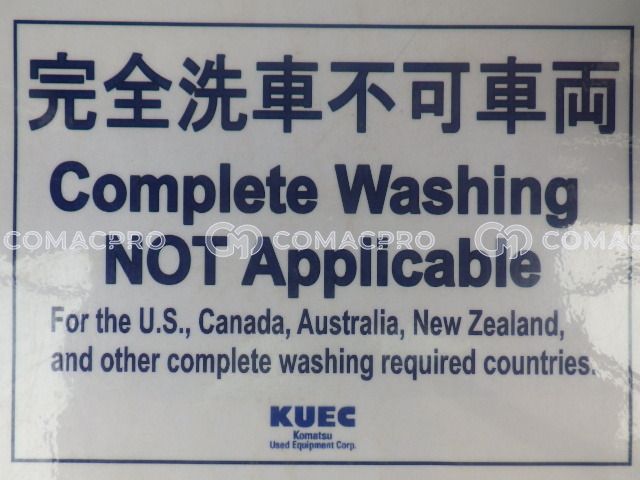 完全洗車不可車両
Complete Washing
COMACPRO COMACPRO COMACPRO
NOT Applicable
For the U.S., Canada, Australia, New Zealand,
and other complete washing required countries.
KUEC
Komatsu
Used Equipment Corp.